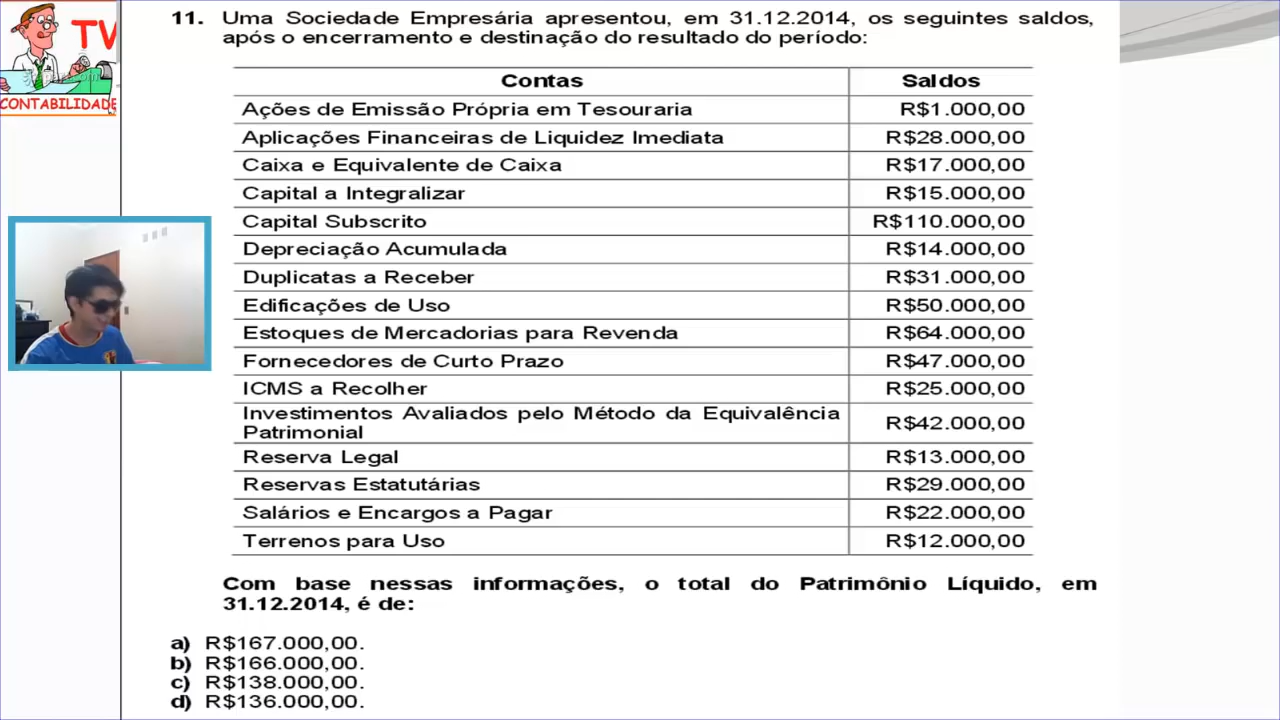 TV
CONTABILIDADE
11. Uma Sociedade Empresária apresentou, em 31.12.2014, os seguintes saldos,
após o encerramento e destinação do resultado do período:
Contas Saldos
Ações de Emissão Própria em Tesouraria R$1.000,00
Aplicações Financeiras de Liquidez Imediata R$28.000,00
Caixa e Equivalente de Caixa R$17.000,00
Capital a Integralizar R$15.000,00
Capital Subscrito R$110.000,00
Depreciação Acumulada R$14.000,00
Duplicatas a Receber R$31.000,00
Edificações de Uso R$50.000,00
Estoques de Mercadorias para Revenda R$64.000,00
Fornecedores de Curto Prazo R$47.000,00
ICMS a Recolher R$25.000,00
Investimentos Avaliados pelo Método da Equivalência
Patrimonial R$42.000,00
Reserva Legal R$13.000,00
Reservas Estatutárias R$29.000,00
Salários e Encargos a Pagar R$22.000,00
Terrenos para Uso R$12.000,00
Com base nessas informações, o total do Patrimônio Líquido, em
31.12.2014, é de:
a) R$167.000,00.
b) R$166.000,00.
c) R$138.000,00.
d) R$136.000,00.